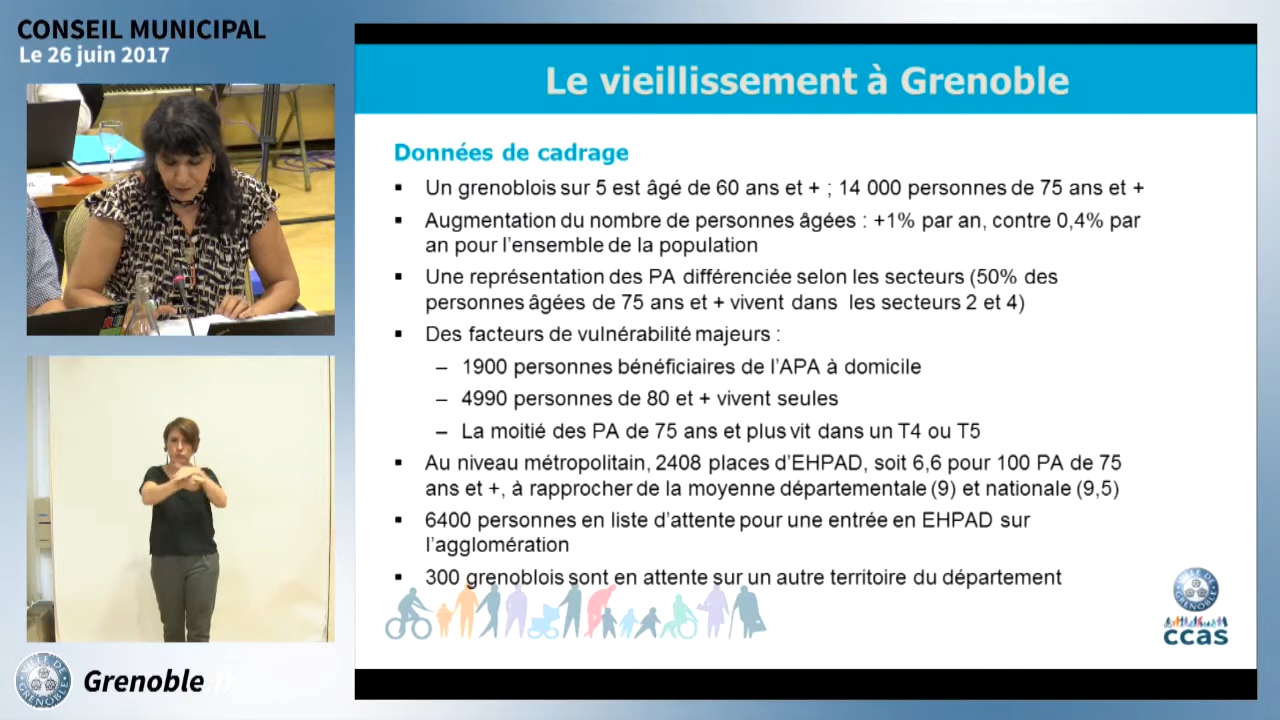 CONSEIL MUNICIPAL
Le 26 juin 2017
Le vieillissement à Grenoble
Données de cadrage
▪ Un grenoblois sur 5 est âgé de 60 ans et + ; 14 000 personnes de 75 ans et +
▪ Augmentation du nombre de personnes âgées : +1% par an, contre 0,4% par
an pour l'ensemble de la population
▪ Une représentation des PA différenciée selon les secteurs (50% des
personnes âgées de 75 ans et + vivent dans les secteurs 2 et 4)
▪ Des facteurs de vulnérabilité majeurs :
– 1900 personnes bénéficiaires de l'APA à domicile
– 4990 personnes de 80 et + vivent seules
– La moitié des PA de 75 ans et plus vit dans un T4 ou T5
▪ Au niveau métropolitain, 2408 places d'EHPAD, soit 6,6 pour 100 PA de 75
ans et +, à rapprocher de la moyenne départementale (9) et nationale (9,5)
▪ 6400 personnes en liste d'attente pour une entrée en EHPAD sur
l'agglomération
▪ 300 grenoblois sont en attente sur un autre territoire du département
VILLE DE
GRENOBLE
ccas
VILLE DE
GRENOBLE
Grenoble.fr